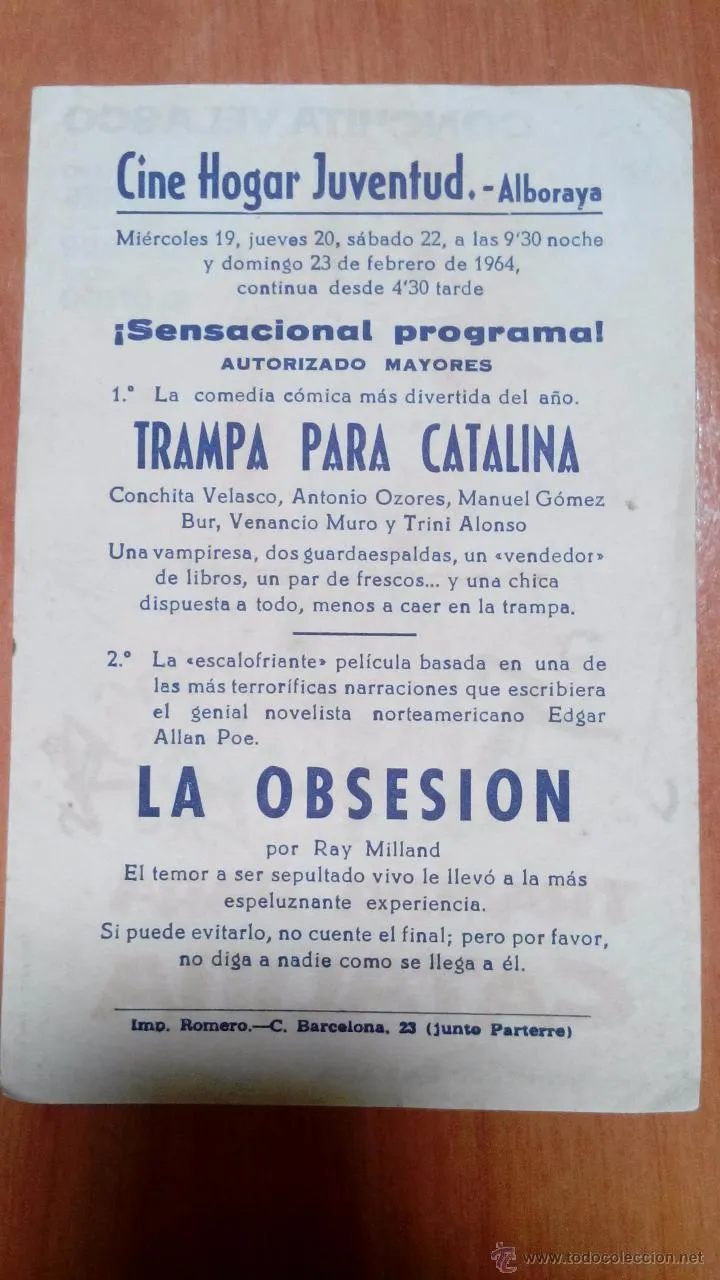 CONCHITA VELASCO
Cine Hogar Juventud.-Alboraya
Miércoles 19, jueves 20, sábado 22, a las 9'30 noche
y domingo 23 de febrero de 1964,
continua desde 4'30 tarde
¡Sensacional programa!
AUTORIZADO MAYORES
1.° La comedia cómica más divertida del año.
TRAMPA PARA CATALINA
Conchita Velasco, Antonio Ozores, Manuel Gómez
Bur, Venancio Muro y Trini Alonso
Una vampiresa, dos guardaespaldas, un «vendedor»
de libros, un par de frescos... y una chica
dispuesta a todo, menos a caer en la trampa.
2.° La «escalofriante» película basada en una de
las más terroríficas narraciones que escribiera
el genial novelista norteamericano Edgar
Allan Poe.
LA OBSESION
por Ray Milland
El temor a ser sepultado vivo le llevó a la más
espeluznante experiencia.
Si puede evitarlo, no cuente el final; pero por favor,
no diga a nadie como se llega a él.
Imp. Romero.—C. Barcelona, 23 (junto Parterre)
www.todocoleccion.net